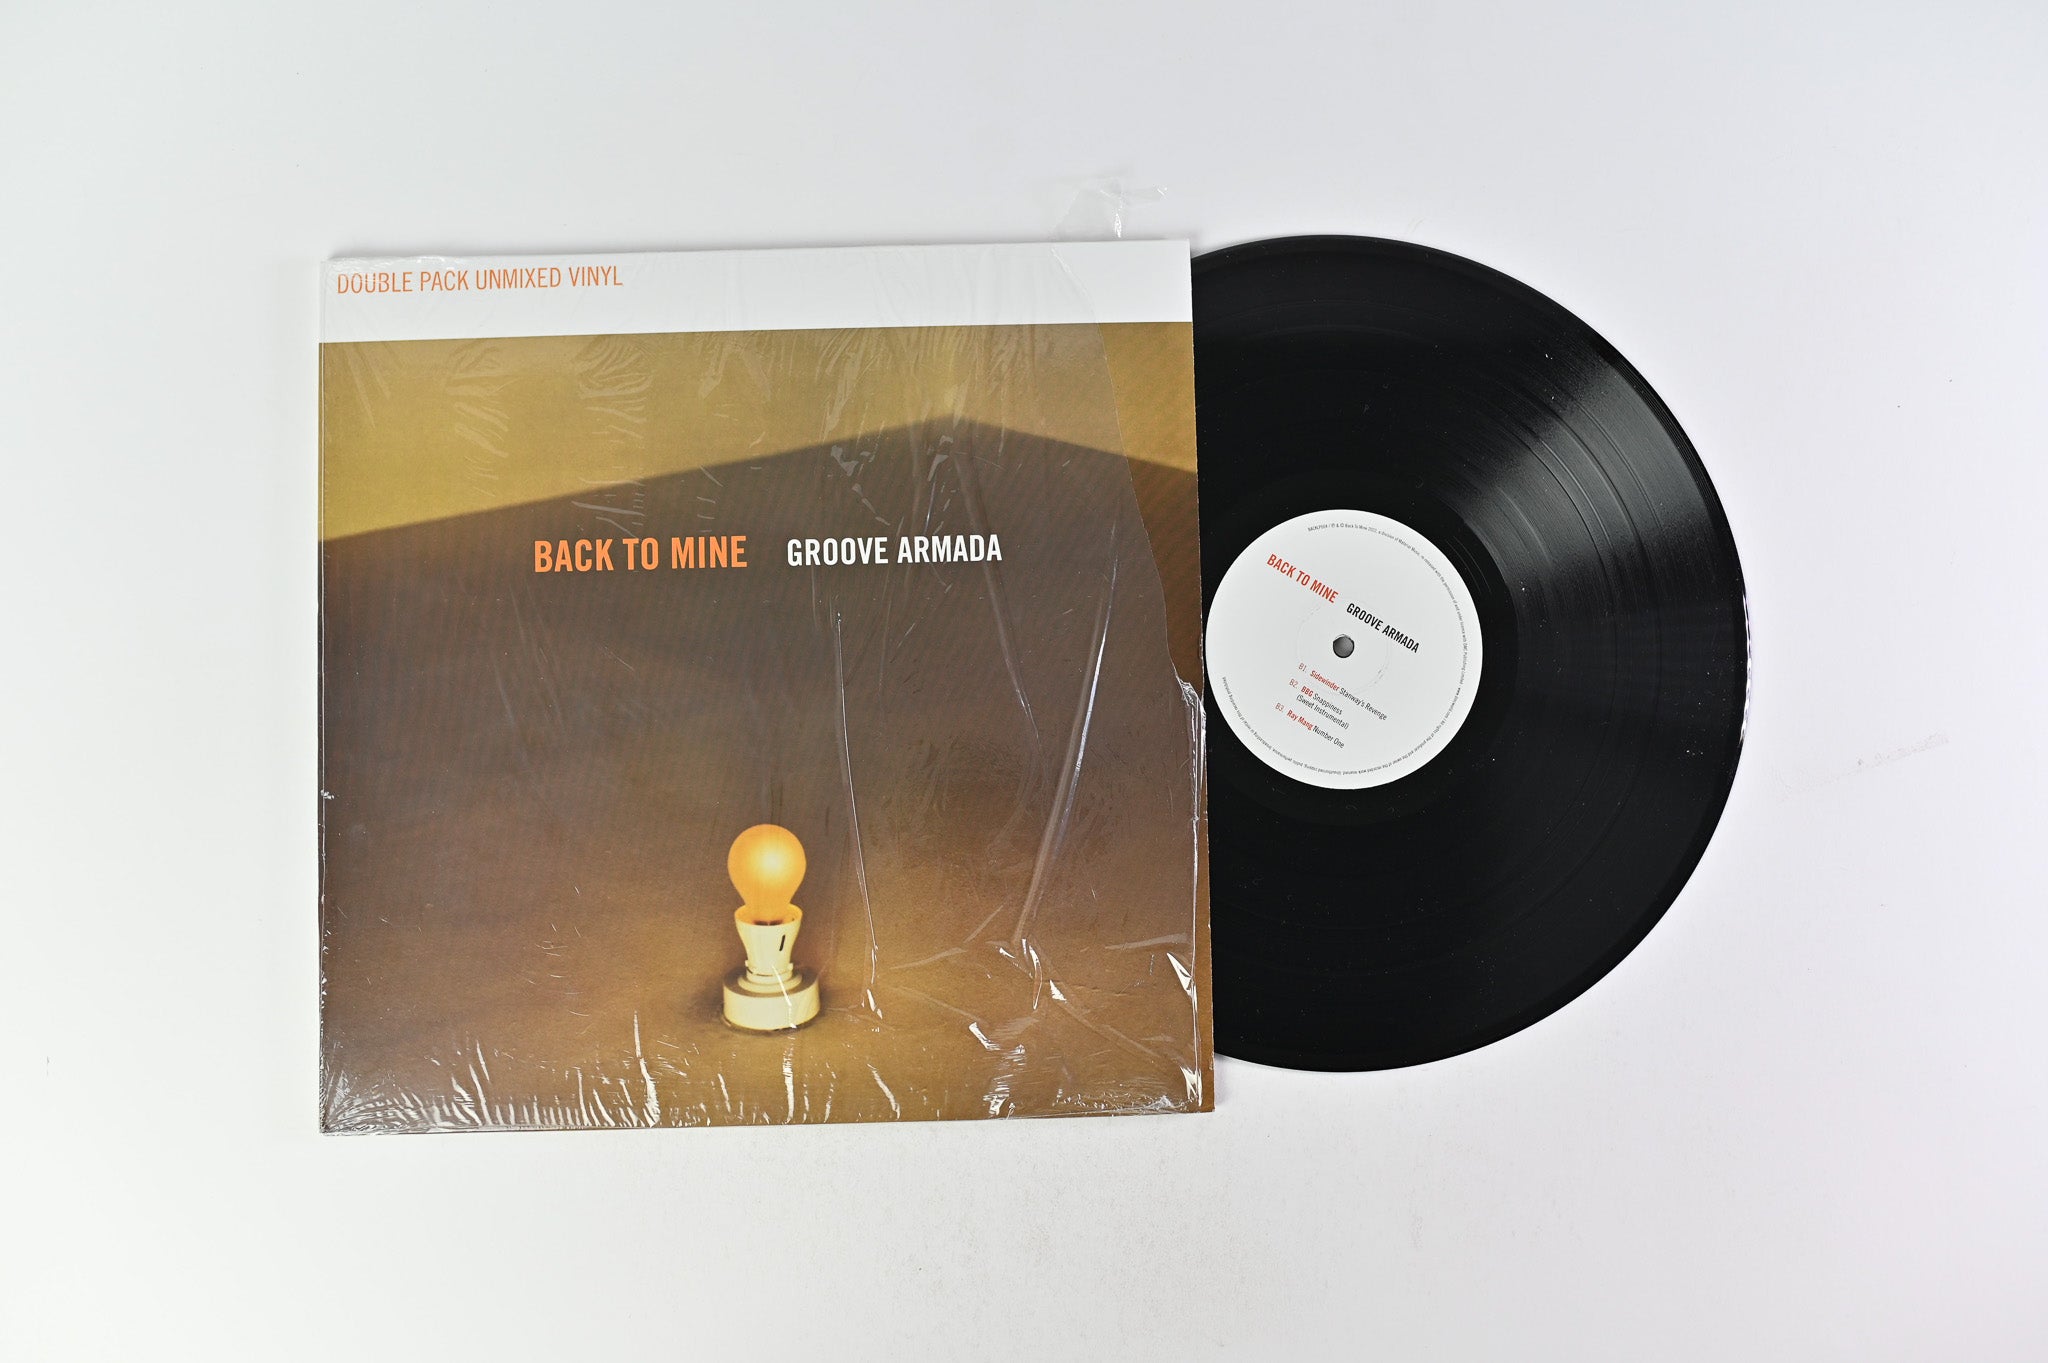 DOUBLE PACK UNMIXED VINYL
BACK TO MINE GROOVE ARMADA
BACK TO MINE GROOVE ARMADA
B1. Sidewinder Stanway's Revenge
B2. BBG Snappiness
(Sweet Instrumental)
B3. Ray Mang Number One